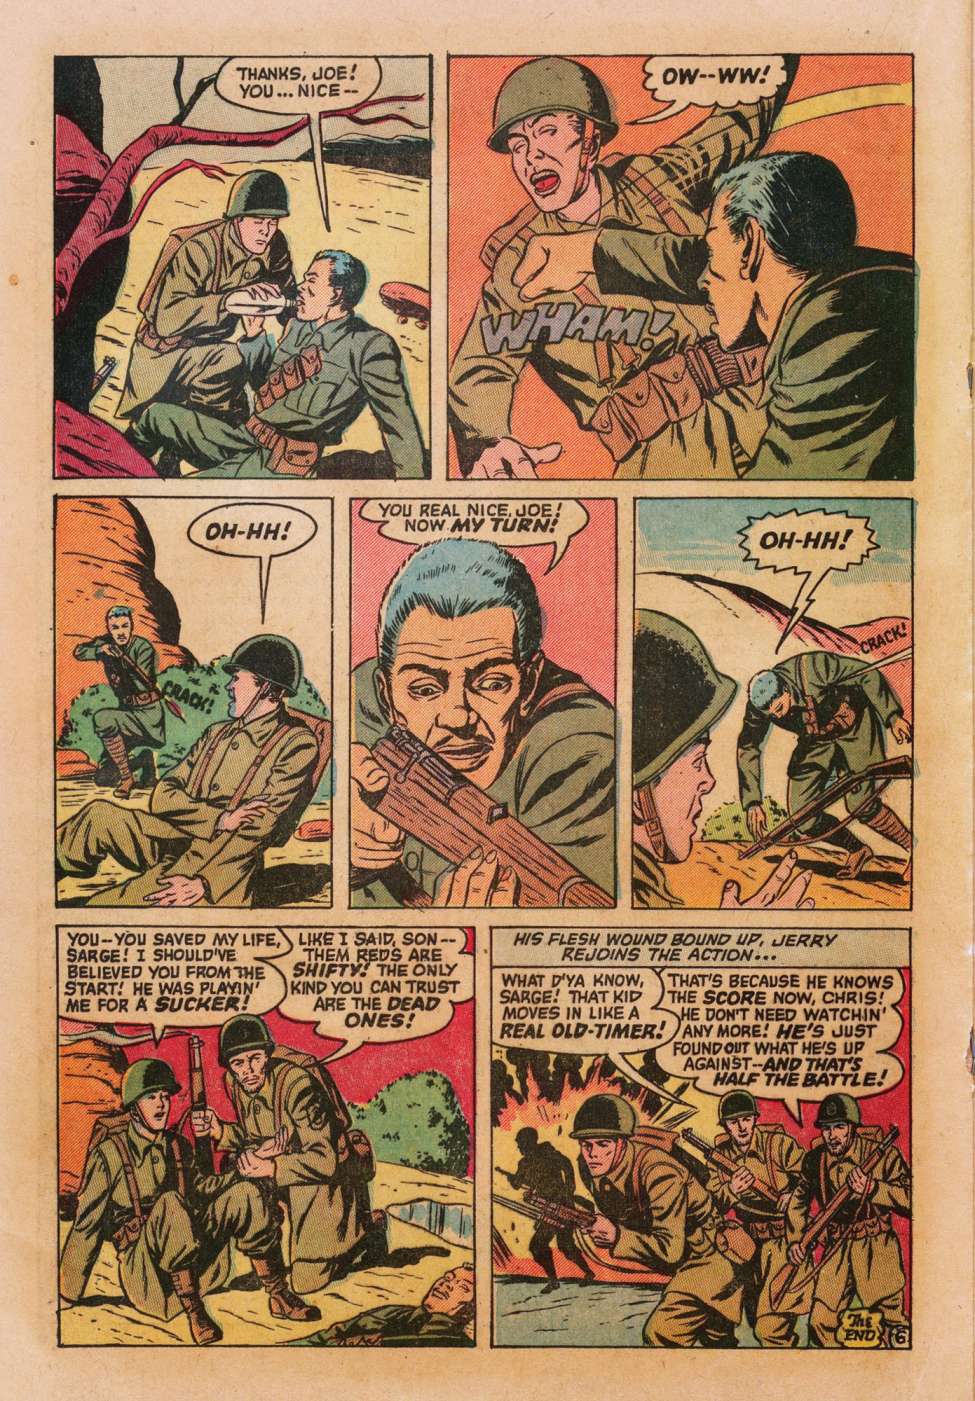 THANKS, JOE!
YOU...NICE--
OW--WW!
WHAM!
OH-HH!
CRACK!
YOU REAL NICE, JOE!
NOW MY TURN!
OH-HH!
CRACK!
YOU--YOU SAVED MY LIFE,
SARGE! I SHOULD'VE
BELIEVED YOU FROM THE
START! HE WAS PLAYIN'
ME FOR A SUCKER!
LIKE I SAID, SON--
THEM REDS ARE
SHIFTY! THE ONLY
KIND YOU CAN TRUST
ARE THE DEAD
ONES!
HIS FLESH WOUND BOUND UP, JERRY
REJOINS THE ACTION...
WHAT D'YA KNOW,
SARGE! THAT KID
MOVES IN LIKE A
REAL OLD-TIMER!
THAT'S BECAUSE HE KNOWS
THE SCORE NOW, CHRIS!
HE DON'T NEED WATCHIN'
ANY MORE! HE'S JUST
FOUND OUT WHAT HE'S UP
AGAINST--AND THAT'S
HALF THE BATTLE!
The
END
6